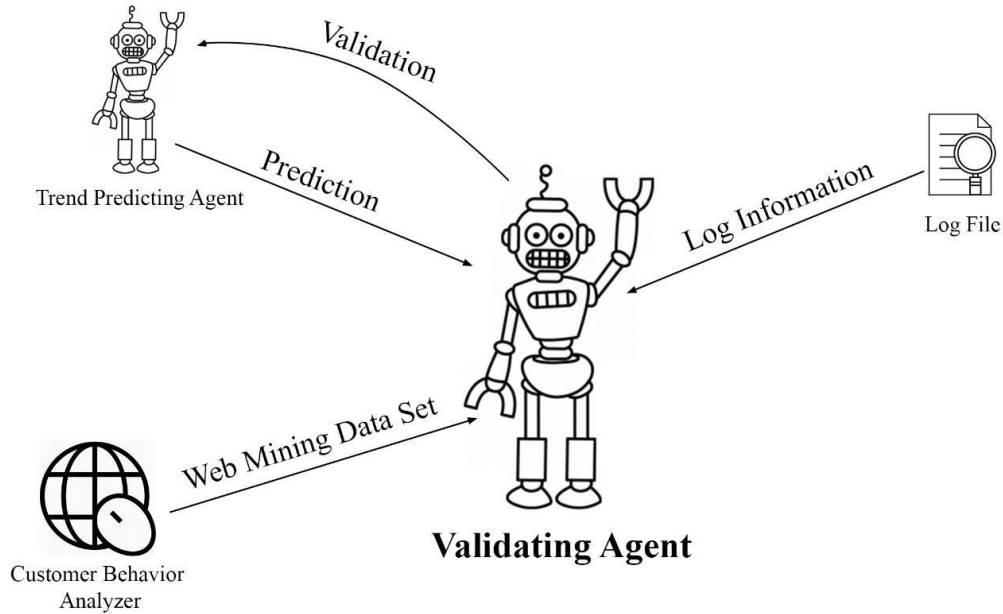 Validation
Prediction
Trend Predicting Agent
Log Information
Log File
Web Mining Data Set
Validating Agent
Customer Behavior
Analyzer